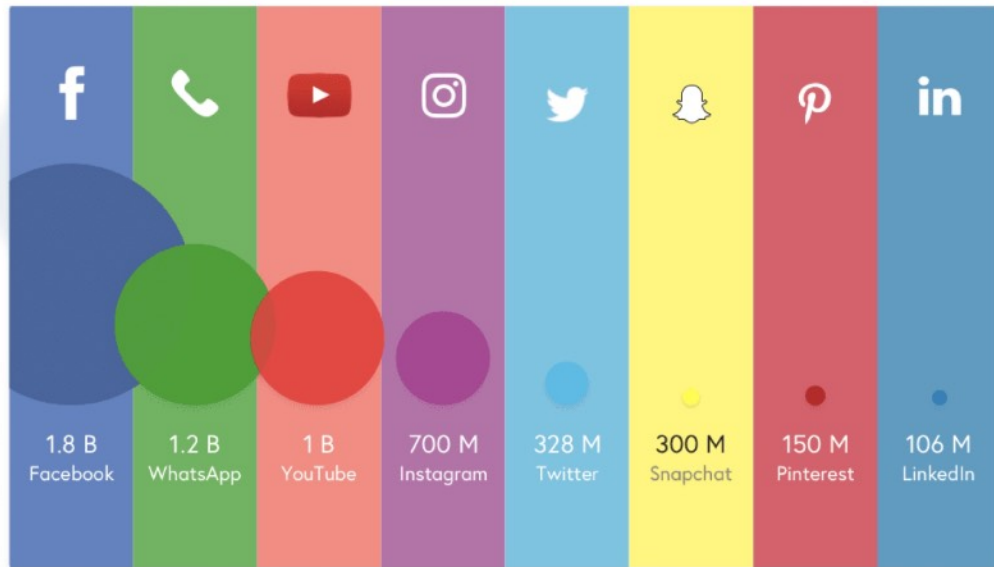 1.8 B
Facebook
1.2 B
WhatsApp
1 B
YouTube
700 M
Instagram
328 M
Twitter
300 M
Snapchat
150 M
Pinterest
106 M
LinkedIn